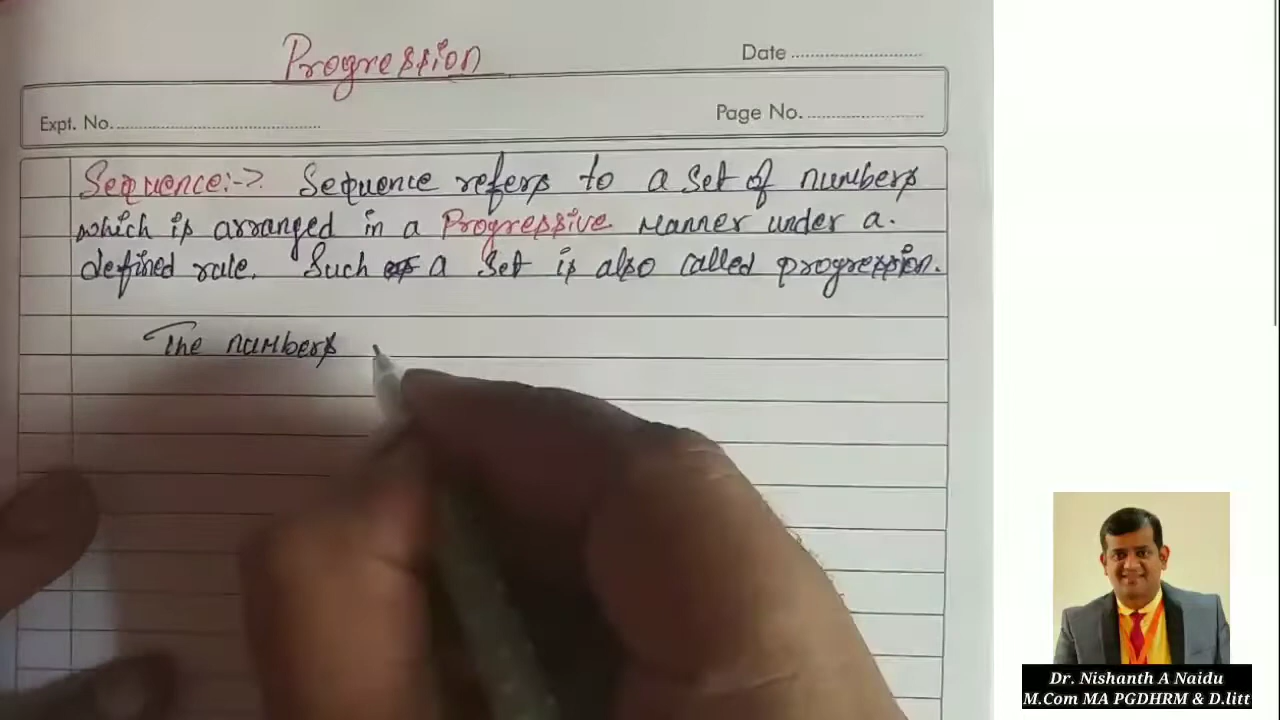 Progression
Date
Expt. No.
Page No.
Sequence:-> Sequence refers to a set of numbers
which is arranged in a Progressive manner under a.
defined rule. Such a set is also called progression.
The numbers
Dr. Nishanth A Naidu
M.Com MA PGDHRM & D.litt